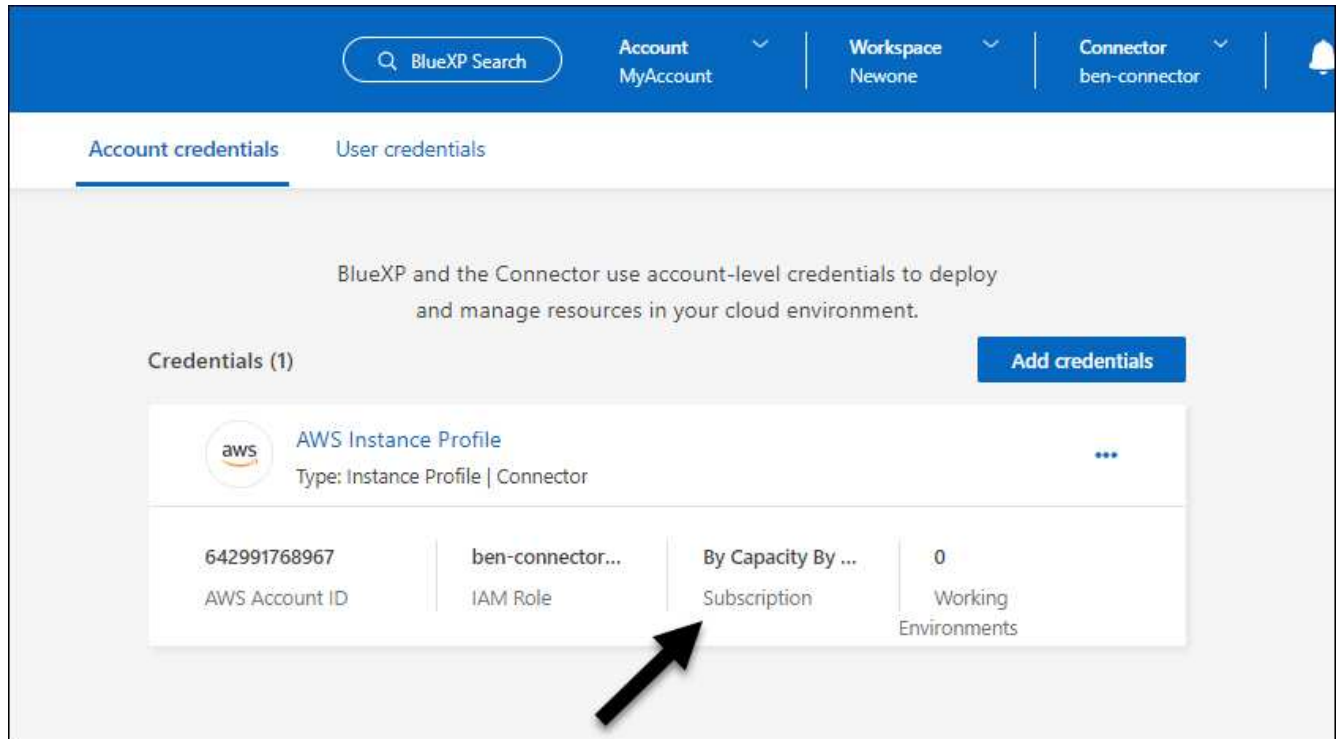 BlueXP Search
Account
MyAccount
Workspace
Newone
Connector
ben-connector
Account credentials
User credentials
BlueXP and the Connector use account-level credentials to deploy
and manage resources in your cloud environment.
Credentials (1)
Add credentials
aws
AWS Instance Profile
Type: Instance Profile | Connector
642991768967
AWS Account ID
ben-connector...
IAM Role
By Capacity By ...
Subscription
0
Working
Environments